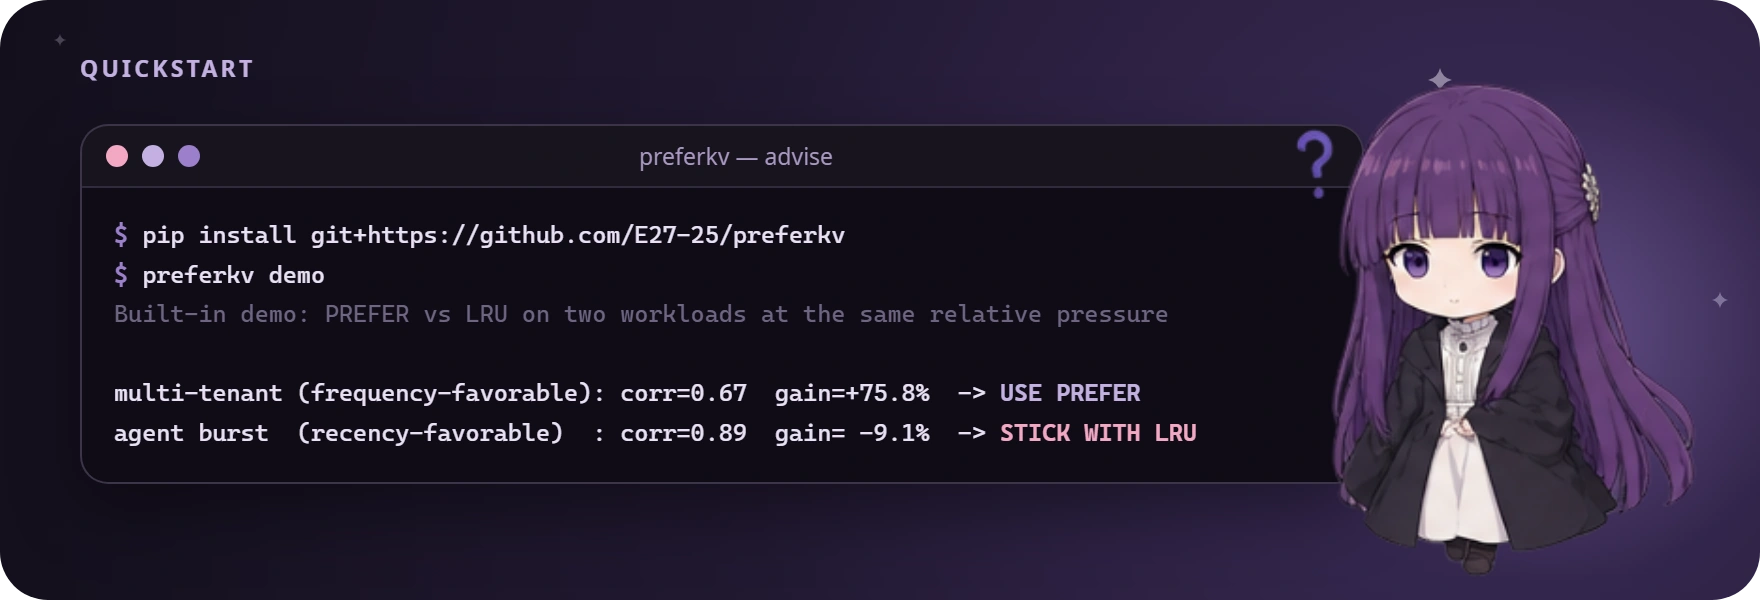 QUICKSTART
preferkv — advise
?
$ pip install git+https://github.com/E27-25/preferkv
$ preferkv demo
Built-in demo: PREFER vs LRU on two workloads at the same relative pressure
multi-tenant (frequency-favorable): corr=0.67  gain=+75.8%  -> USE PREFER
agent burst  (recency-favorable)  : corr=0.89  gain= -9.1%  -> STICK WITH LRU